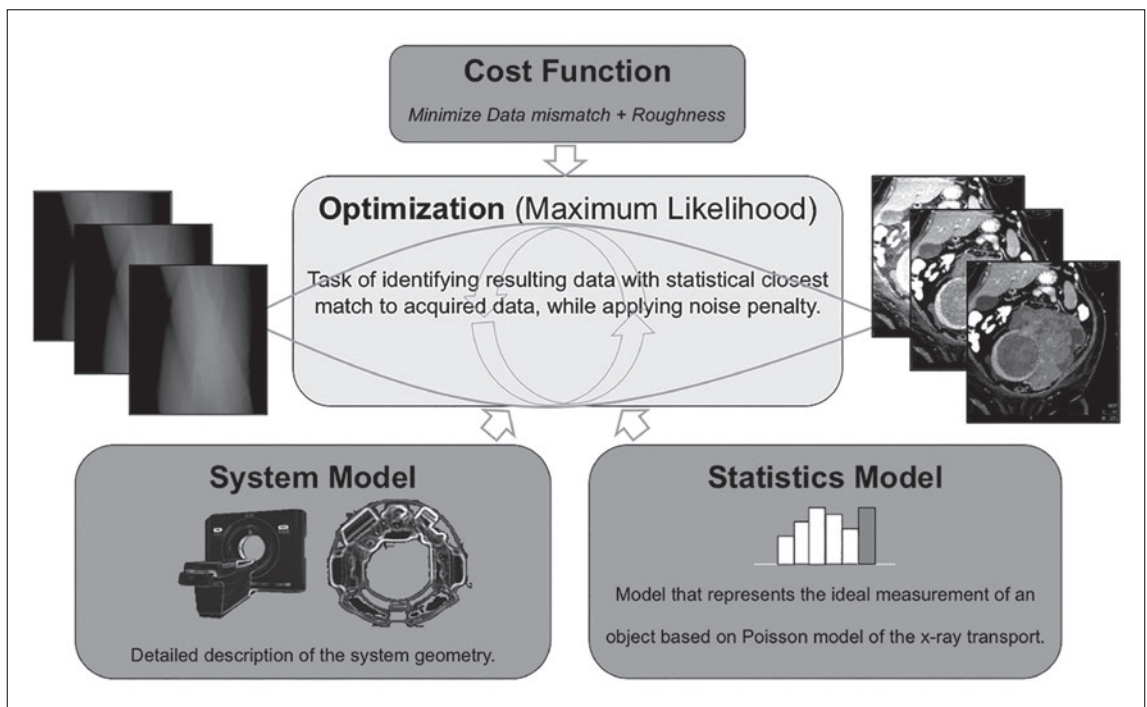 Cost Function
Minimize Data mismatch + Roughness
Optimization (Maximum Likelihood)
Task of identifying resulting data with statistical closest
match to acquired data, while applying noise penalty.
System Model
Detailed description of the system geometry.
Statistics Model
Model that represents the ideal measurement of an
object based on Poisson model of the x-ray transport.